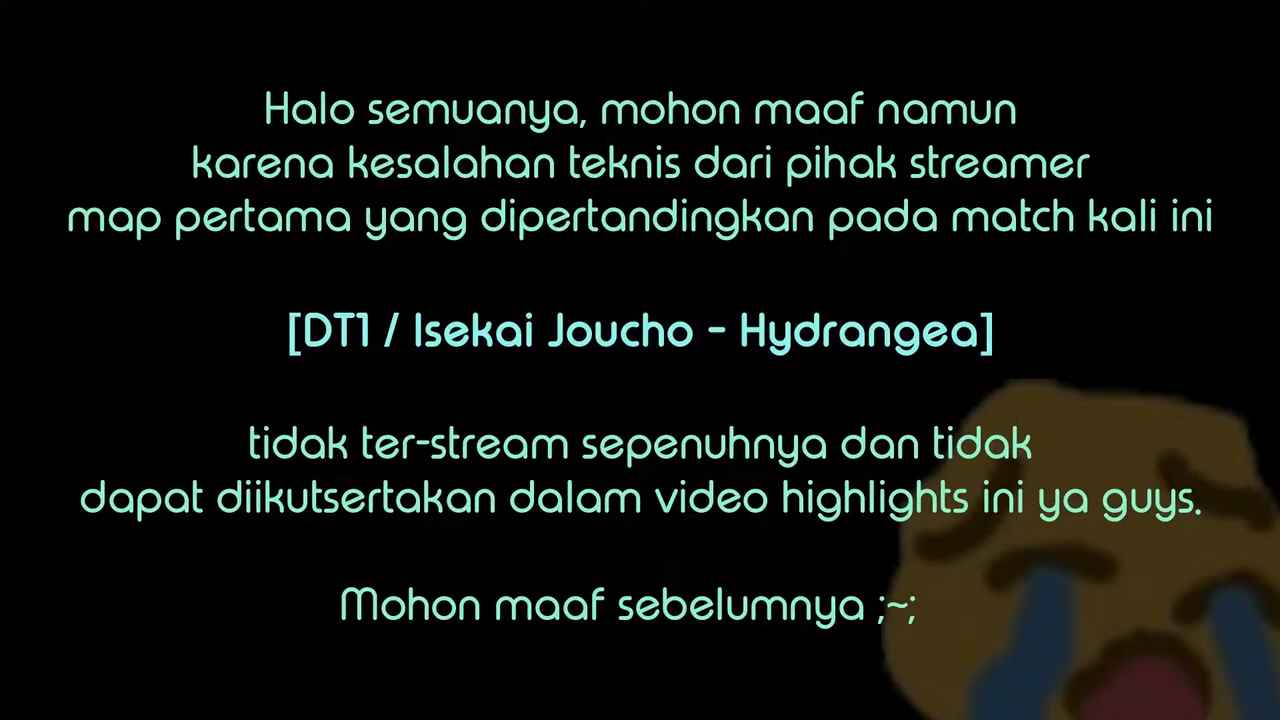 Halo semuanya, mohon maaf namun
karena kesalahan teknis dari pihak streamer
map pertama yang dipertandingkan pada match kali ini
[DT1 / Isekai Joucho - Hydrangea]
tidak ter-stream sepenuhnya dan tidak
dapat diikutsertakan dalam video highlights ini ya guys.
Mohon maaf sebelumnya ;~;